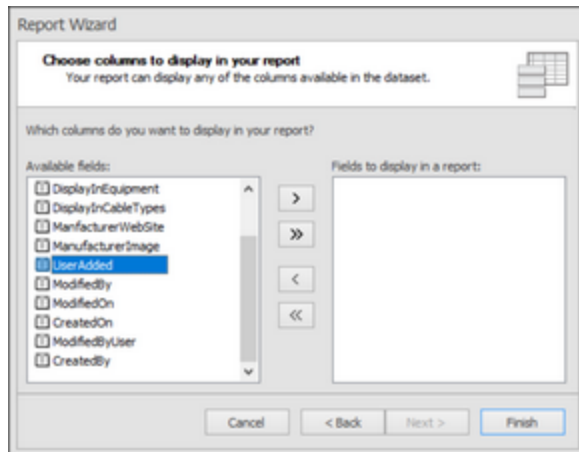 Report Wizard
Choose columns to display in your report
Your report can display any of the columns available in the dataset.
Which columns do you want to display in your report?
Available fields:
Fields to display in a report:
DisplayInEquipment
DisplayInCableTypes
ManfacturerWebSite
ManufacturerImage
UserAdded
ModifiedBy
ModifiedOn
CreatedOn
ModifiedByUser
CreatedBy
>
»
<
«
Cancel
< Back
Next >
Finish